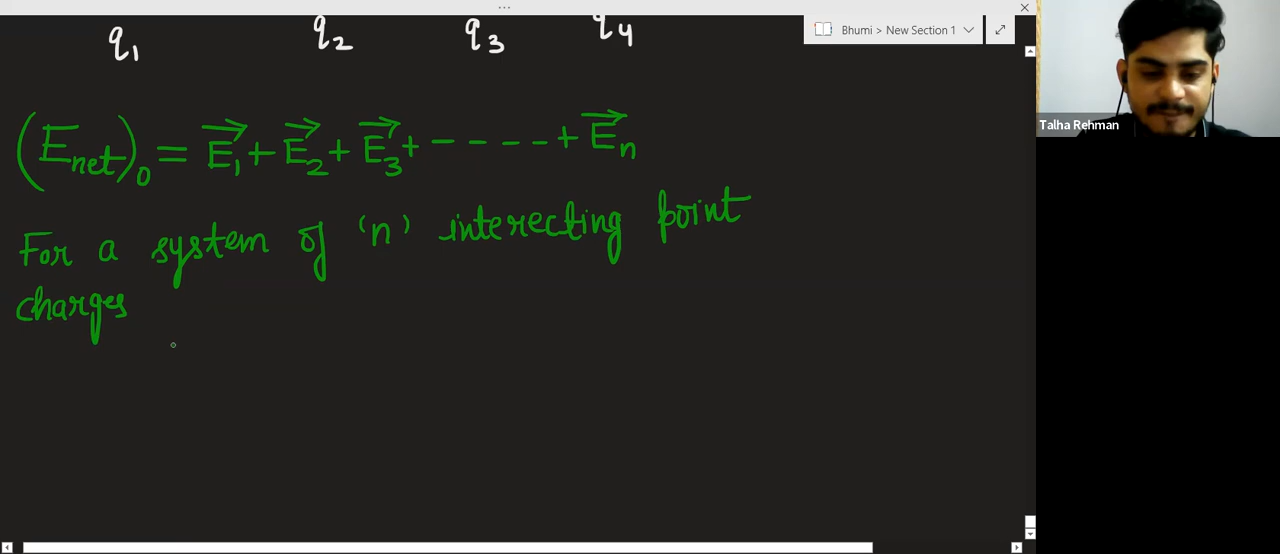 q1 q2 q3 q4
Bhumi > New Section 1
Talha Rehman
(Enet)0 = E1 + E2 + E3 + ----- + En
For a system of 'n' interecting point
charges